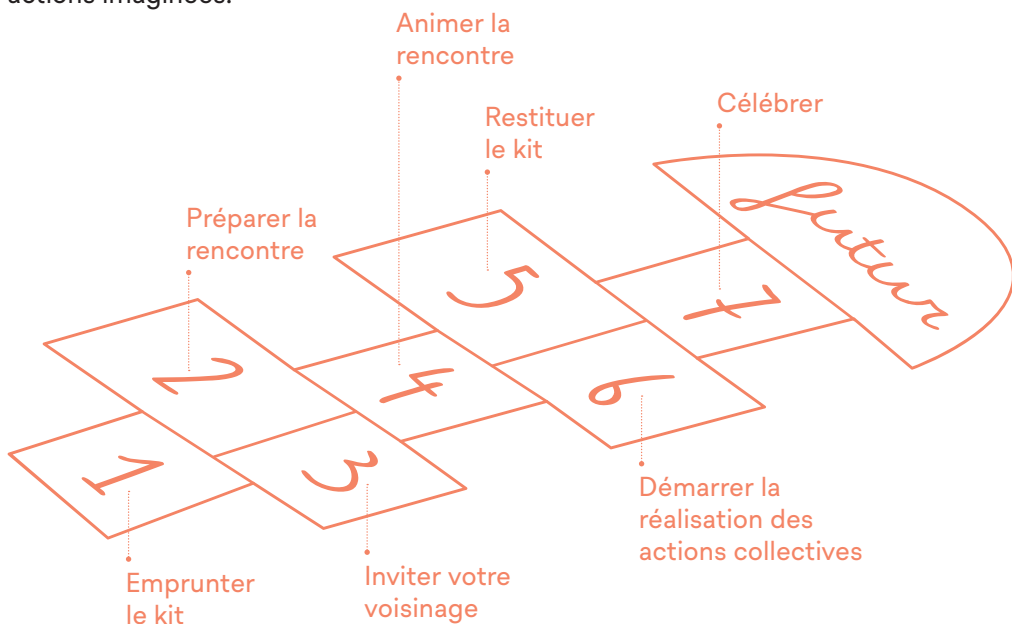 actions imaginées.
Animer la
rencontre
Célébrer
Restituer
le kit
Préparer la
rencontre
futur
5
7
2
4
6
3
1
Démarrer la
réalisation des
actions collectives
Inviter votre
voisinage
Emprunter
le kit